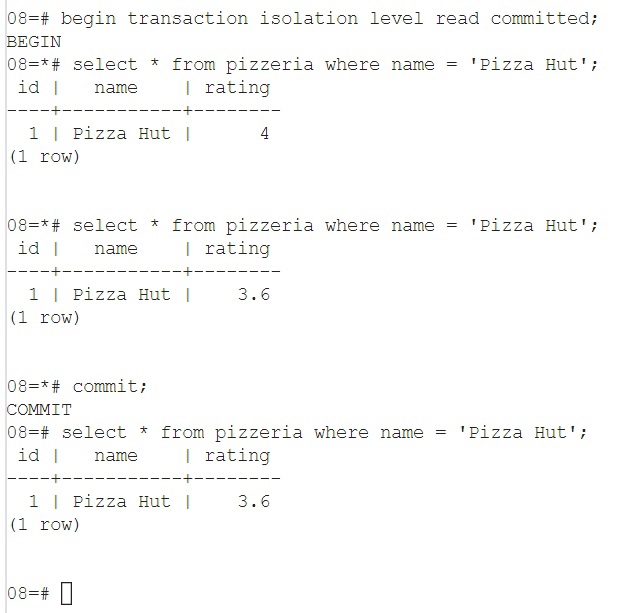 08=# begin transaction isolation level read committed;
BEGIN
08=*# select * from pizzeria where name = 'Pizza Hut';
 id |   name    | rating
----+-----------+--------
  1 | Pizza Hut |      4
(1 row)
08=*# select * from pizzeria where name = 'Pizza Hut';
 id |   name    | rating
----+-----------+--------
  1 | Pizza Hut |    3.6
(1 row)
08=*# commit;
COMMIT
08=# select * from pizzeria where name = 'Pizza Hut';
 id |   name    | rating
----+-----------+--------
  1 | Pizza Hut |    3.6
(1 row)
08=#